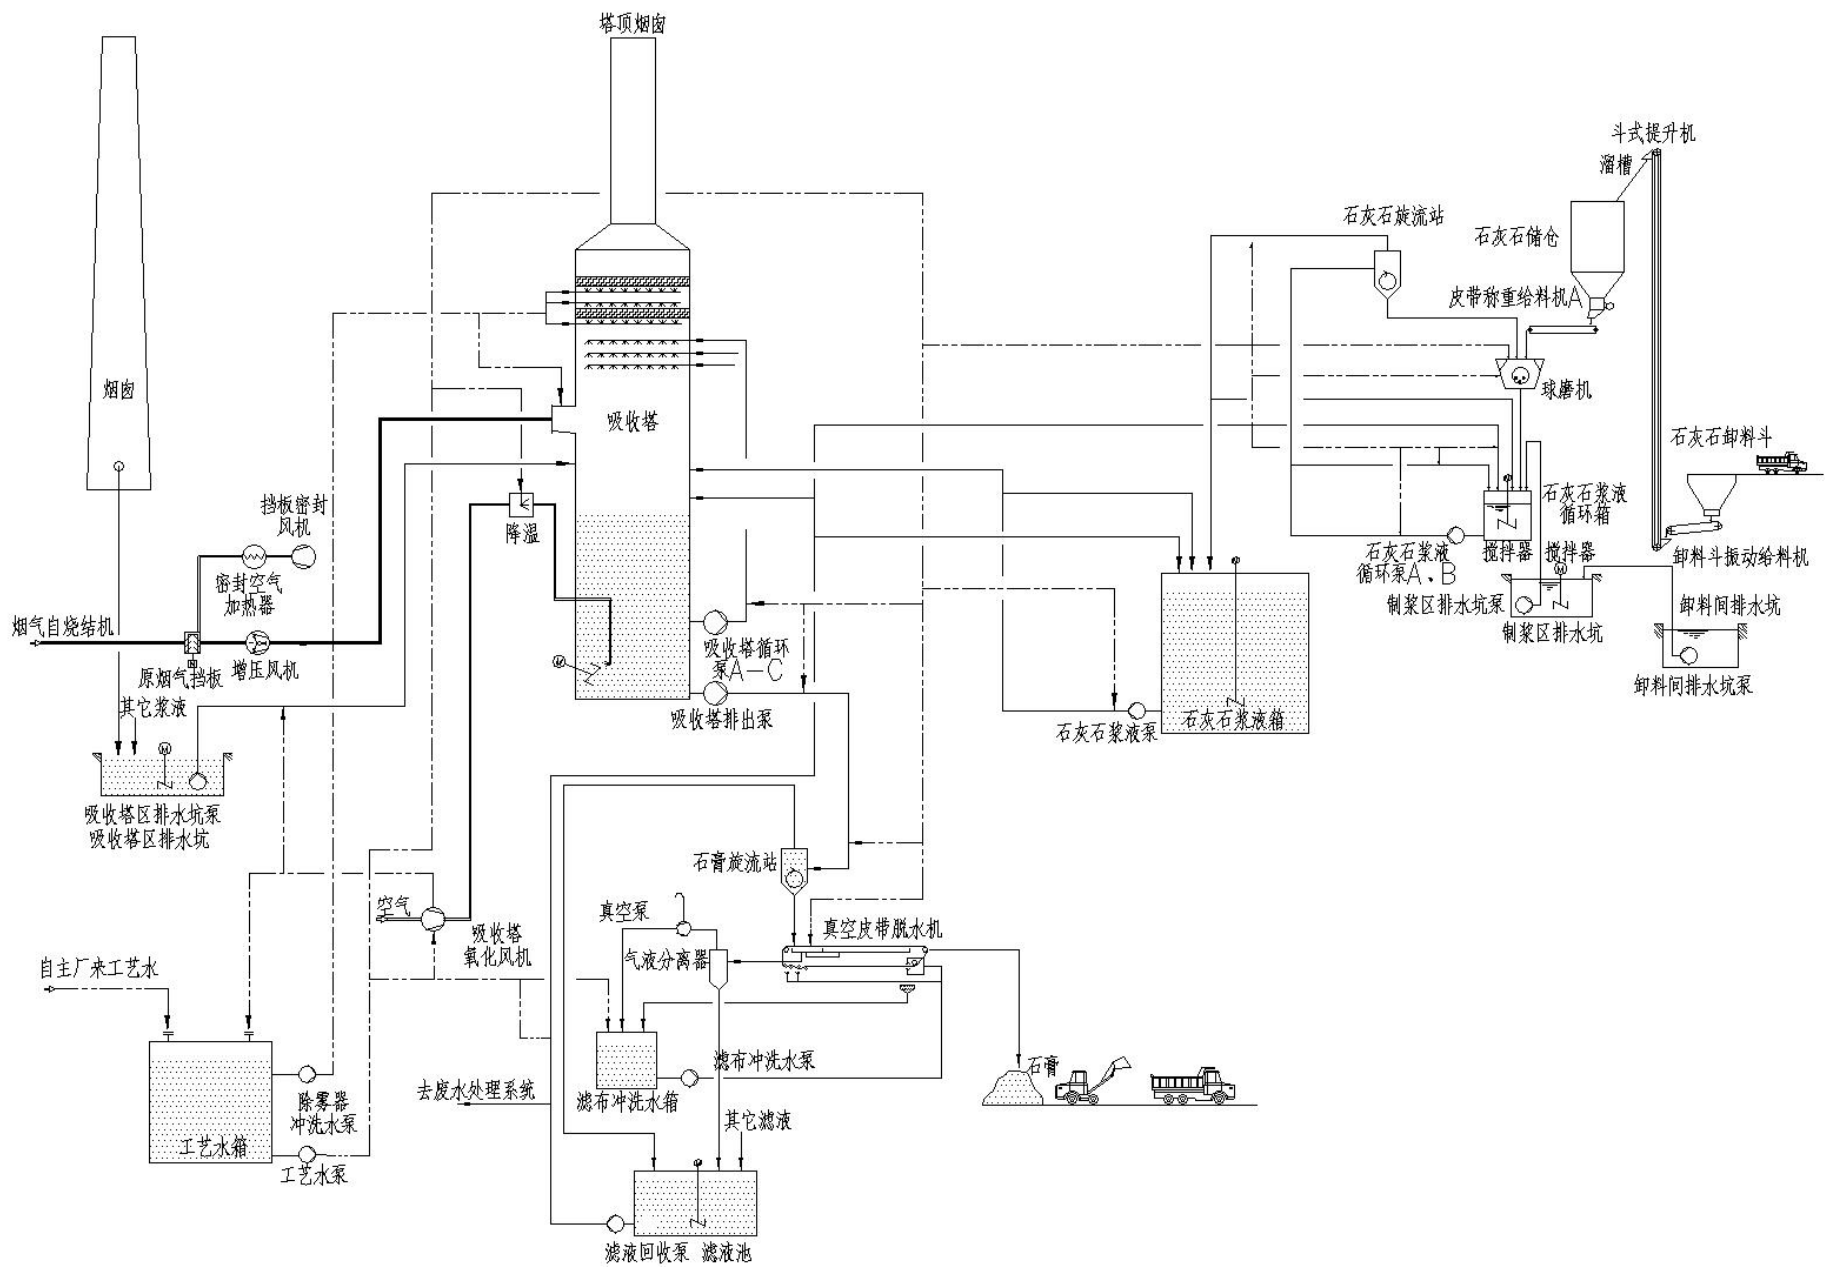 塔顶烟囱
斗式提升机
溜槽
石灰石旋流站
石灰石储仓
皮带称重给料机A
烟囱
球磨机
吸收塔
石灰石卸料斗
挡板密封
风机
降温
石灰石浆液
循环箱
石灰石浆液
循环泵A、B
搅拌器
搅拌器
卸料斗振动给料机
密封空气
加热器
制浆区排水坑泵
卸料间排水坑
烟气自烧结机
制浆区排水坑
原烟气挡板
增压风机
吸收塔循环
泵A-C
卸料间排水坑泵
其它浆液
吸收塔排出泵
石灰石浆液泵
石灰石浆液箱
M
M
M
吸收塔区排水坑泵
吸收塔区排水坑
石膏旋流站
空气
真空泵
真空皮带脱水机
吸收塔
氧化风机
气液分离器
自主厂来工艺水
滤布冲洗水泵
石膏
去废水处理系统
滤布冲洗水箱
除雾器
冲洗水泵
其它滤液
工艺水箱
工艺水泵
滤液回收泵
滤液池